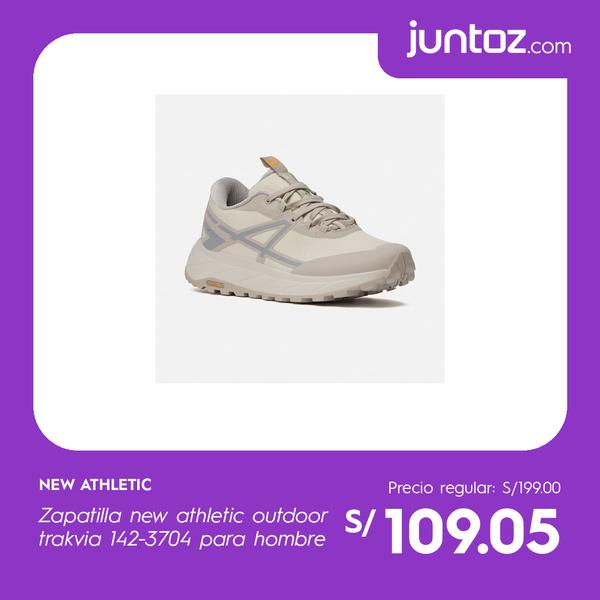 juntoz.com
NEW ATHLETIC
Zapatilla new athletic outdoor
trakvia 142-3704 para hombre
Precio regular: S/199.00
S/109.05